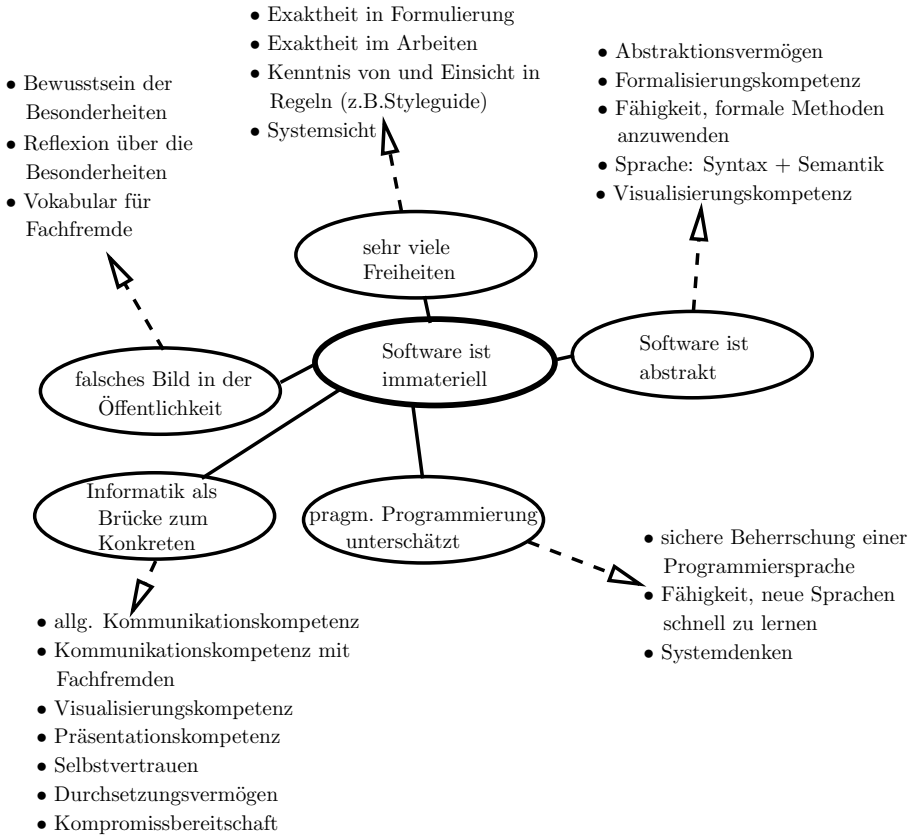 • Exaktheit in Formulierung
• Exaktheit im Arbeiten
• Kenntnis von und Einsicht in
Regeln (z.B.Styleguide)
• Systemsicht
• Abstraktionsvermögen
• Formalisierungskompetenz
• Fähigkeit, formale Methoden
anzuwenden
• Sprache: Syntax + Semantik
• Visualisierungskompetenz
• Bewusstsein der
Besonderheiten
• Reflexion über die
Besonderheiten
• Vokabular für
Fachfremde
sehr viele
Freiheiten
Software ist
immateriell
Software ist
abstrakt
falsches Bild in der
Öffentlichkeit
Informatik als
Brücke zum
Konkreten
pragm. Programmierung
unterschätzt
• sichere Beherrschung einer
Programmiersprache
• Fähigkeit, neue Sprachen
schnell zu lernen
• Systemdenken
• allg. Kommunikationskompetenz
• Kommunikationskompetenz mit
Fachfremden
• Visualisierungskompetenz
• Präsentationskompetenz
• Selbstvertrauen
• Durchsetzungsvermögen
• Kompromissbereitschaft